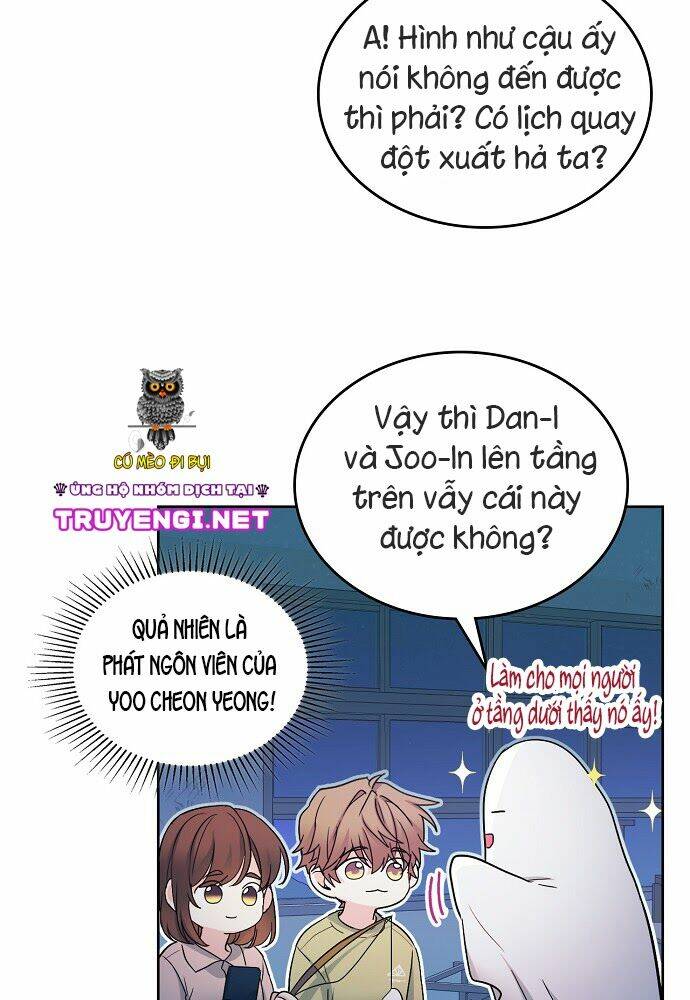 A! Hình như cậu ấy
nói không đến được
thì phải? Có lịch quay
đột xuất hả ta?
Vậy thì Dan-I
và Joo-In lên tầng
trên vẫy cái này
được không?
CÚ MÈO ĐI BỤI
ỦNG HỘ NHÓM DỊCH TẠI
TRUYENGI.NET
QUẢ NHIÊN LÀ
PHÁT NGÔN VIÊN CỦA
YOO CHEON YEONG!
Làm cho mọi người
ở tầng dưới thấy nó ấy!